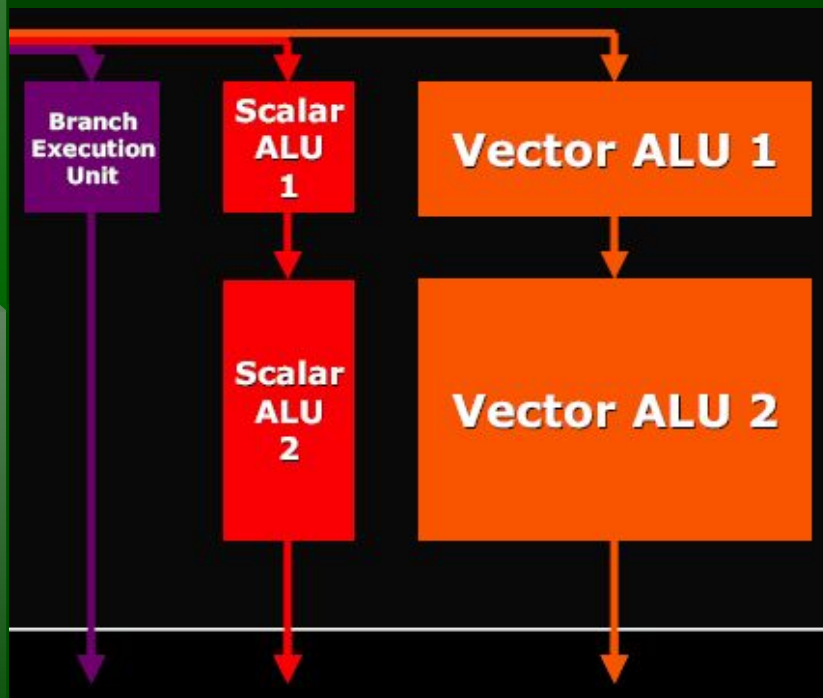 Branch
Execution
Unit
Scalar
ALU
1
Vector ALU 1
Scalar
ALU
2
Vector ALU 2